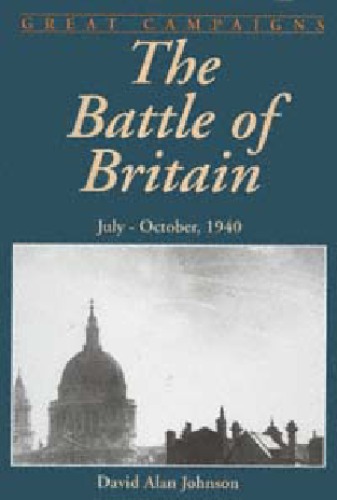 GREAT CAMPAIGNS
The
Battle of
Britain
July - October, 1940
David Alan Johnson